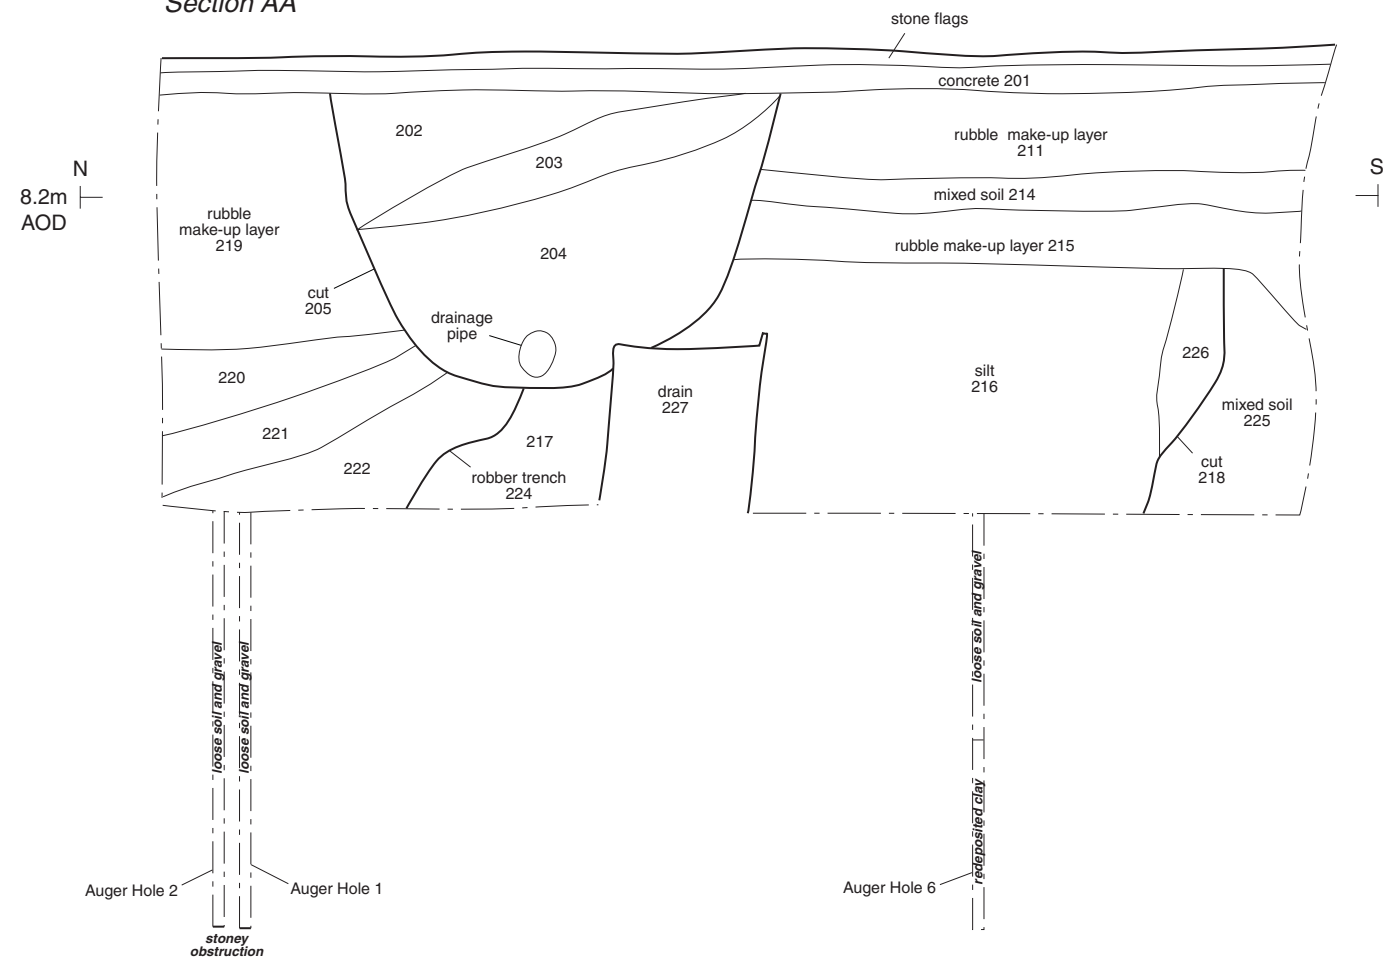 Section AA
stone flags
concrete 201
202
rubble make-up layer
211
203
N
S
8.2m
AOD
mixed soil 214
rubble
make-up layer
219
rubble make-up layer 215
204
cut
205
drainage
pipe
226
220
silt
216
drain
227
mixed soil
225
221
217
222
cut
218
robber trench
224
loose soil and gravel
loose soil and gravel
loose soil and gravel
redeposited clay
Auger Hole 2
Auger Hole 1
Auger Hole 6
stoney
obstruction